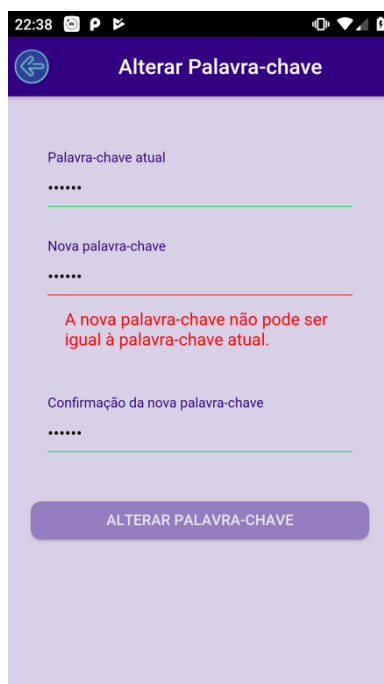 22:38
Alterar Palavra-chave
Palavra-chave atual
••••••
Nova palavra-chave
••••••
A nova palavra-chave não pode ser
igual à palavra-chave atual.
Confirmação da nova palavra-chave
••••••
ALTERAR PALAVRA-CHAVE